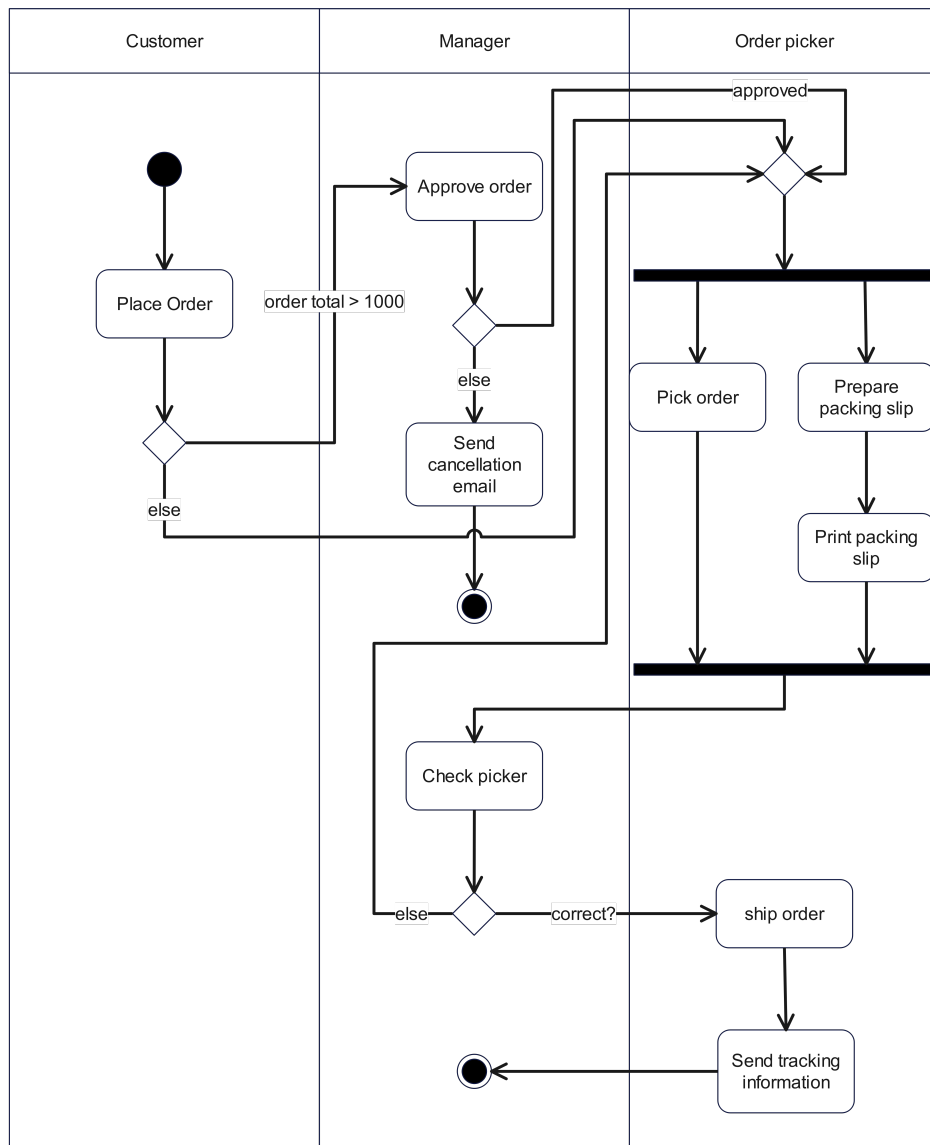 Customer
Manager
Order picker
approved
Approve order
Place Order
order total > 1000
else
Pick order
Prepare
packing slip
Send
cancellation
email
else
Print packing
slip
Check picker
else
correct?
ship order
Send tracking
information